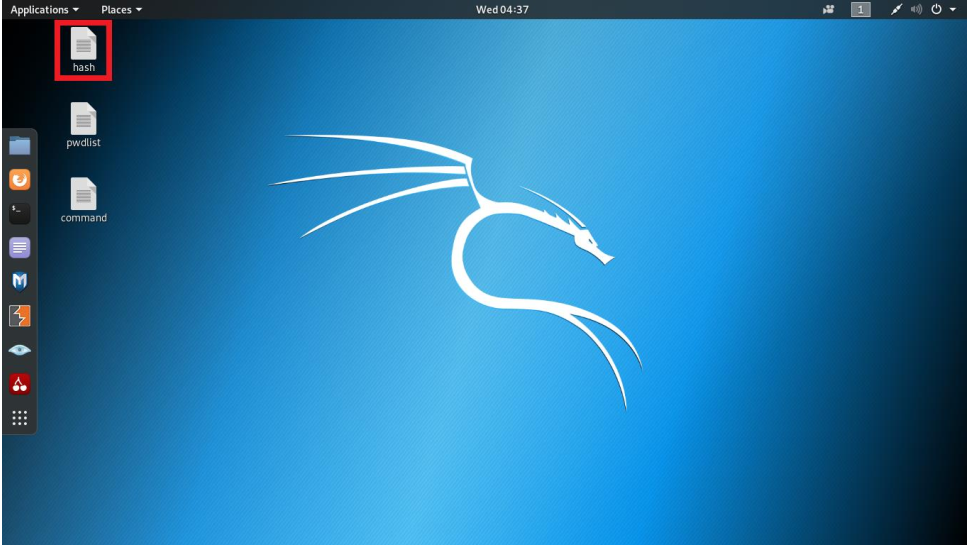 Applications Places Wed 04:37 1
hash
pwdlist
command
$_
M